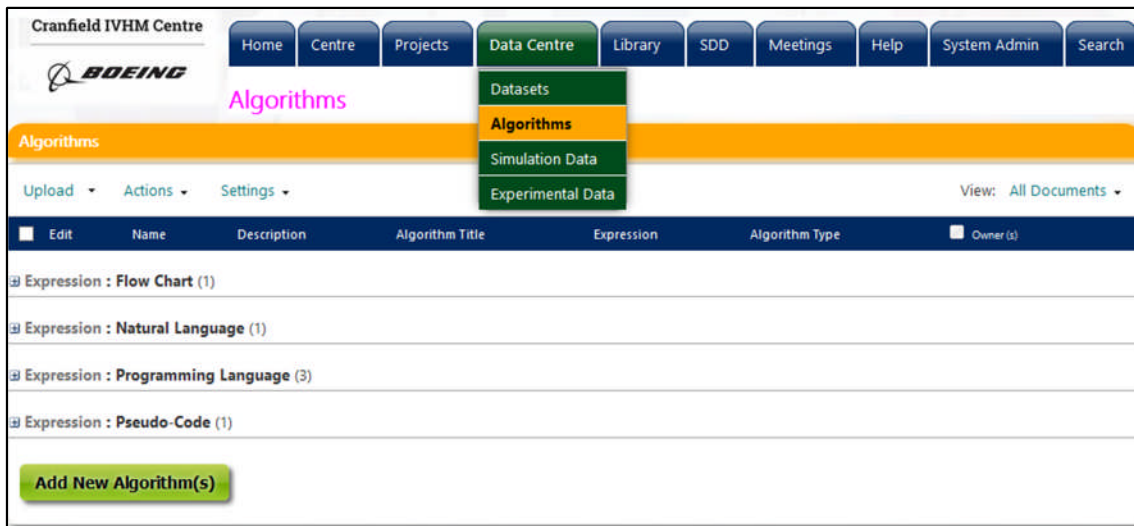 Cranfield IVHM Centre
BOEING
Home Centre Projects Data Centre Library SDD Meetings Help System Admin Search
Datasets
Algorithms
Simulation Data
Experimental Data
Algorithms
Algorithms
Upload Actions Settings View: All Documents
Edit Name Description Algorithm Title Expression Algorithm Type Owner (s)
Expression : Flow Chart (1)
Expression : Natural Language (1)
Expression : Programming Language (3)
Expression : Pseudo-Code (1)
Add New Algorithm(s)